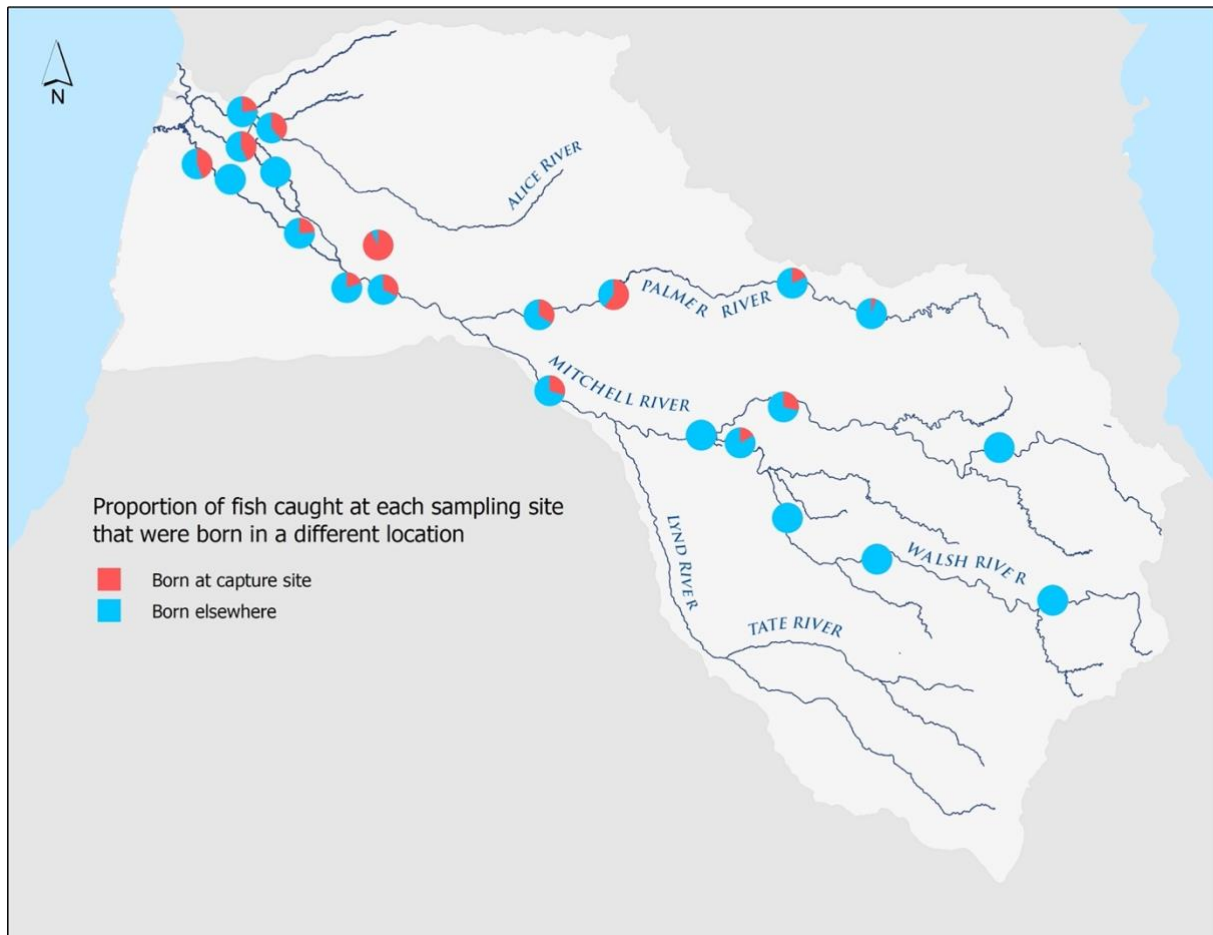 N
ALICE RIVER
PALMER RIVER
MITCHELL RIVER
Proportion of fish caught at each sampling site
that were born in a different location
Born at capture site
Born elsewhere
LYND RIVER
WALSH RIVER
TATE RIVER